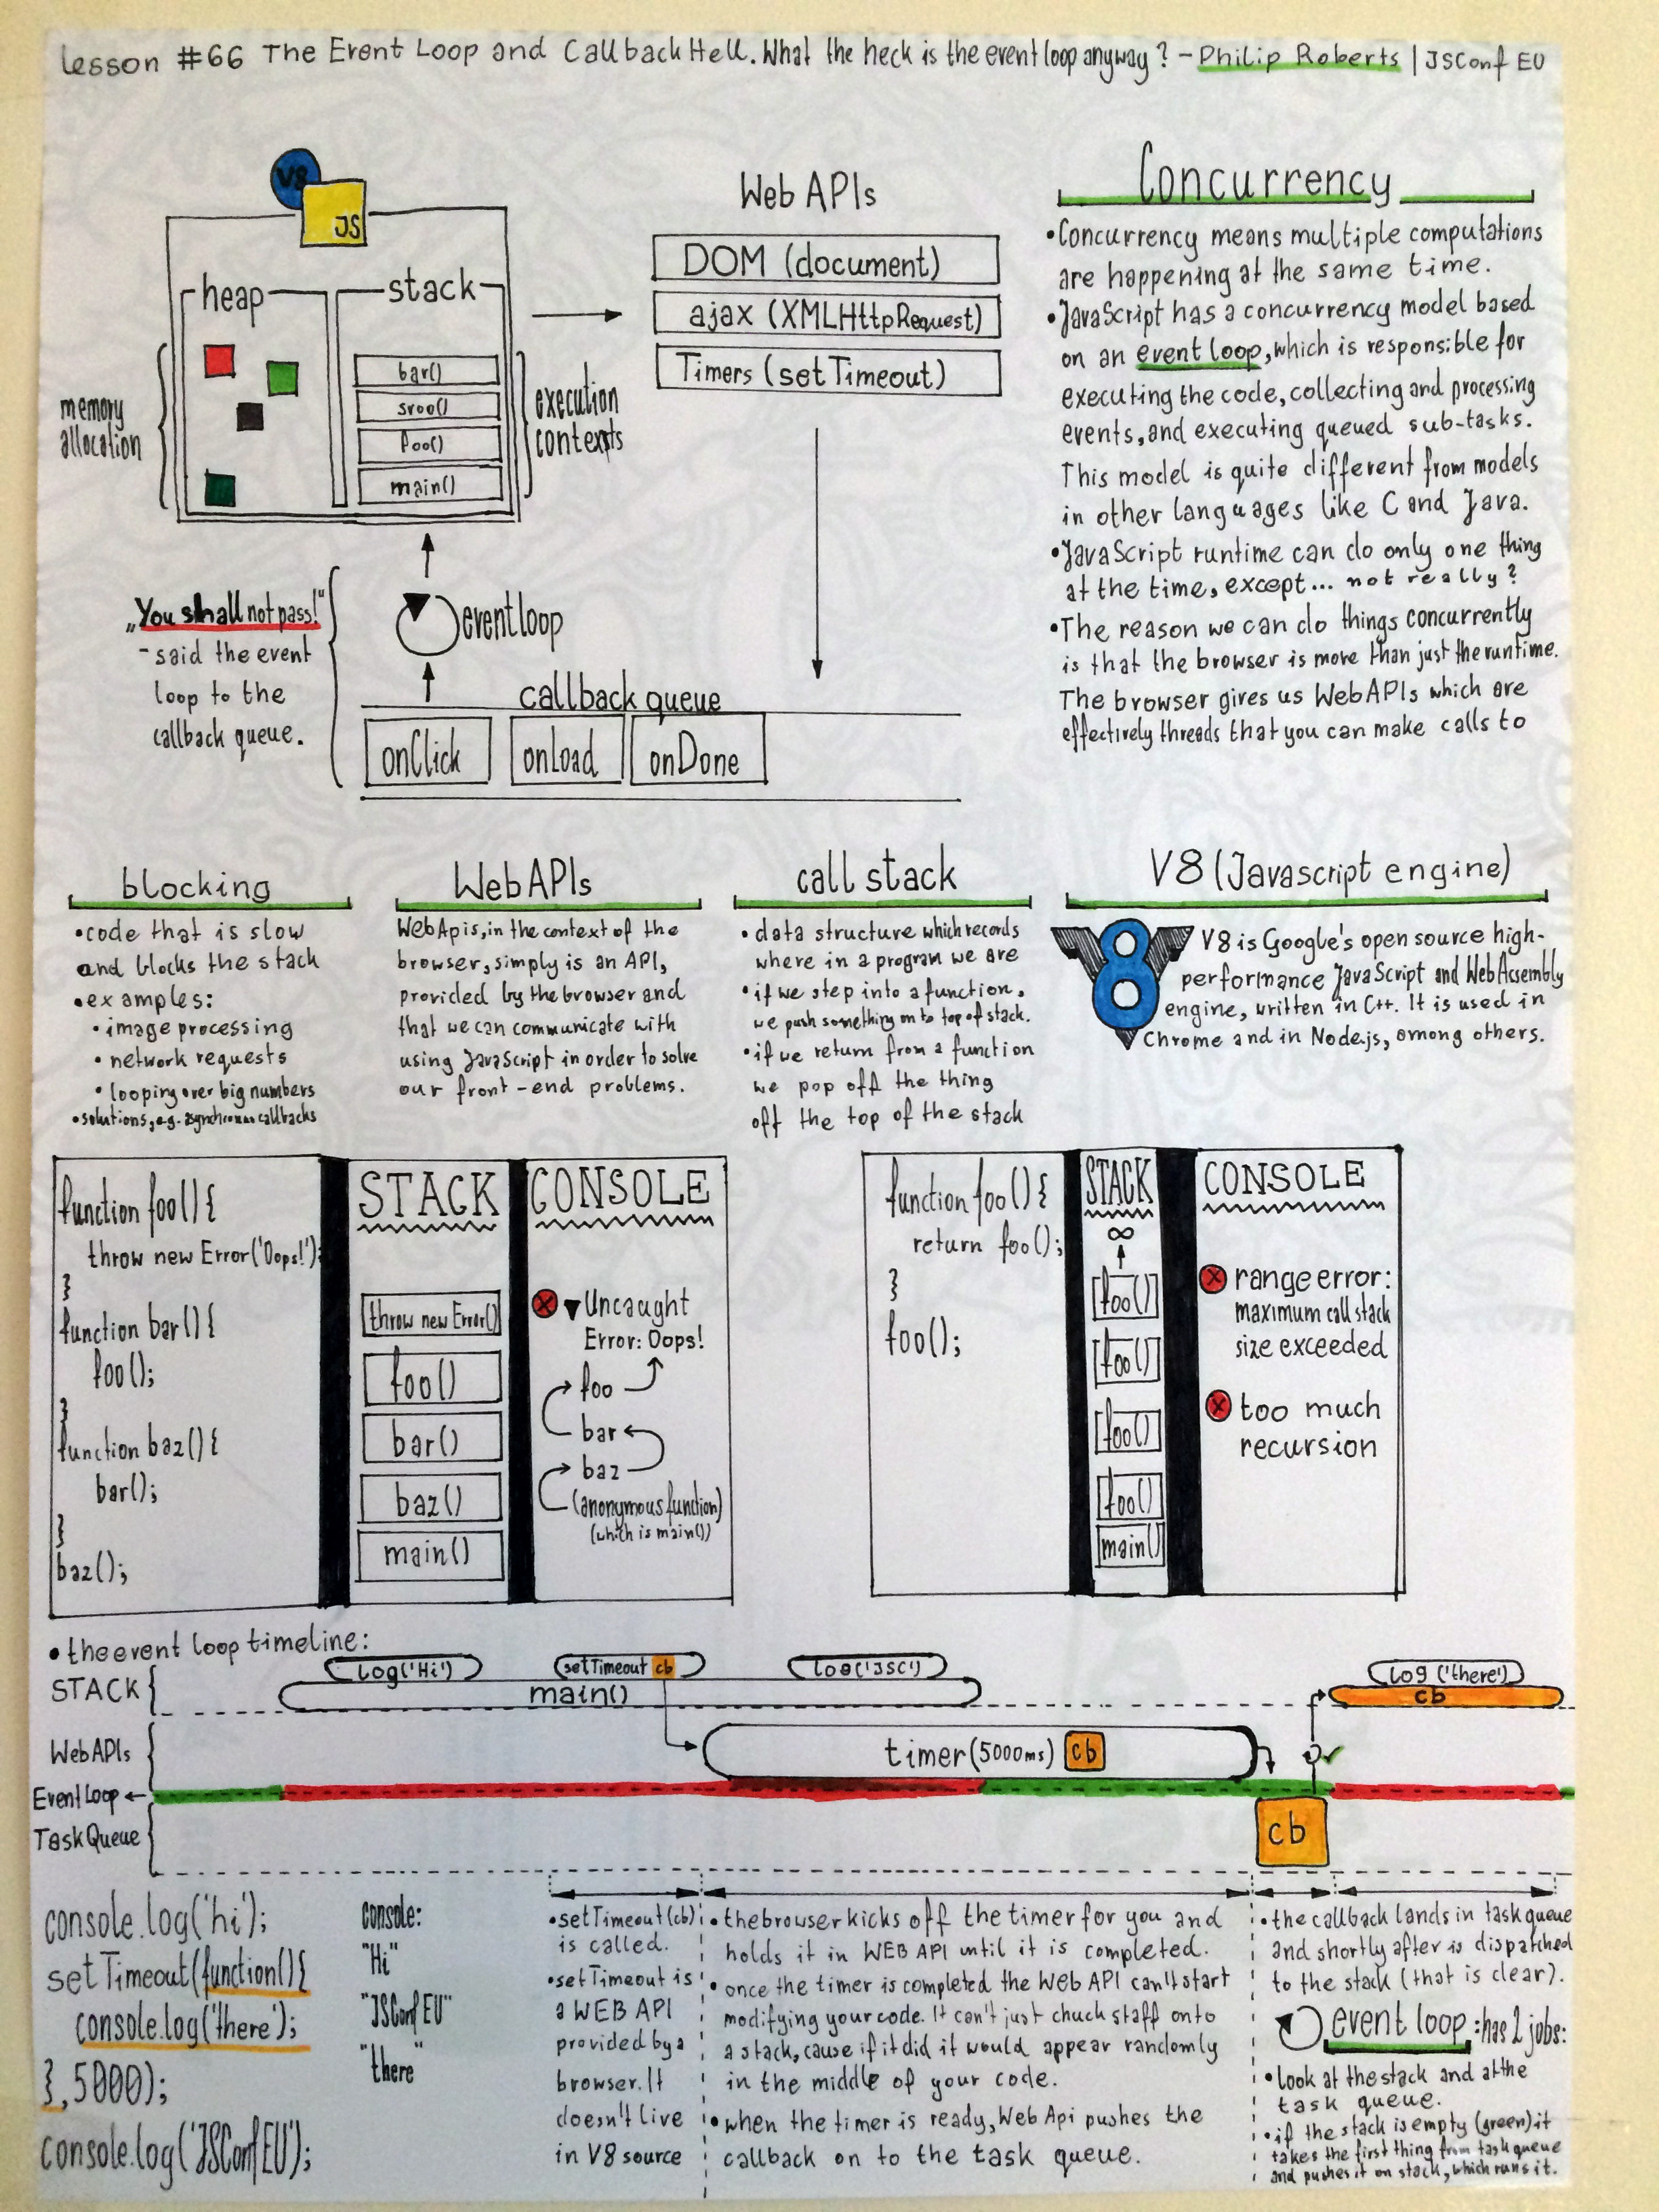 Lesson #66 The Event Loop and Callback Hell. What the heck is the event loop anyway? - Philip Roberts | JSConf EU
V8
JS
heap
stack
bar()
sroo()
foo()
main()
memory
allocation
execution
contexts
Web APIs
DOM (document)
ajax (XMLHttpRequest)
Timers (setTimeout)
„You shall not pass!"
- said the event
loop to the
callback queue.
event loop
callback queue
onClick
onLoad
onDone
Concurrency
•Concurrency means multiple computations
are happening at the same time.
•JavaScript has a concurrency model based
on an event loop, which is responsible for
executing the code, collecting and processing
events, and executing queued sub-tasks.
This model is quite different from models
in other languages like C and Java.
•JavaScript runtime can do only one thing
at the time, except... not really?
•The reason we can do things concurrently
is that the browser is more than just the runtime.
The browser gives us WebAPIs which are
effectively threads that you can make calls to
blocking
•code that is slow
and blocks the stack
•examples:
•image processing
•network requests
•looping over big numbers
•solutions, e.g. asynchronous callbacks
WebAPIs
WebApis, in the context of the
browser, simply is an API,
provided by the browser and
that we can communicate with
using JavaScript in order to solve
our front-end problems.
call stack
•data structure which records
where in a program we are
•if we step into a function,
we push something on to top of stack.
•if we return from a function
we pop off the thing
off the top of the stack
V8 (Javascript engine)
8
V8 is Google's open source high-
performance JavaScript and WebAssembly
engine, written in C++. It is used in
Chrome and in Node.js, among others.
function foo() {
throw new Error('Oops!');
}
function bar() {
foo();
}
function baz() {
bar();
}
baz();
STACK
throw new Error()
foo()
bar()
baz()
main()
CONSOLE
Uncaught
Error: Oops!
foo
bar
baz
(anonymous function)
(which is main())
function foo() {
return foo();
}
foo();
STACK
∞
foo()
foo()
foo()
foo()
main()
CONSOLE
range error:
maximum call stack
size exceeded
too much
recursion
•the event loop timeline:
STACK
log('Hi')
setTimeout cb
log('JSC')
log('there')
main()
cb
WebAPIs
timer(5000ms) cb
Event Loop
Task Queue
cb
console.log('hi');
setTimeout(function(){
console.log('there');
},5000);
console.log('JSConfEU');
console:
"Hi"
"JSConfEU"
"there"
•setTimeout(cb)
is called.
•setTimeout is
a WEB API
provided by a
browser. It
doesn't live
in V8 source
•the browser kicks off the timer for you and
holds it in WEB API until it is completed.
•once the timer is completed the Web API can't start
modifying your code. It can't just chuck staff onto
a stack, cause if it did it would appear randomly
in the middle of your code.
•when the timer is ready, Web Api pushes the
callback on to the task queue.
•the callback lands in task queue
and shortly after is dispatched
to the stack (that is clear).
event loop: has 2 jobs:
•look at the stack and at the
task queue.
•if the stack is empty (green) it
takes the first thing from task queue
and pushes it on stack, which runs it.